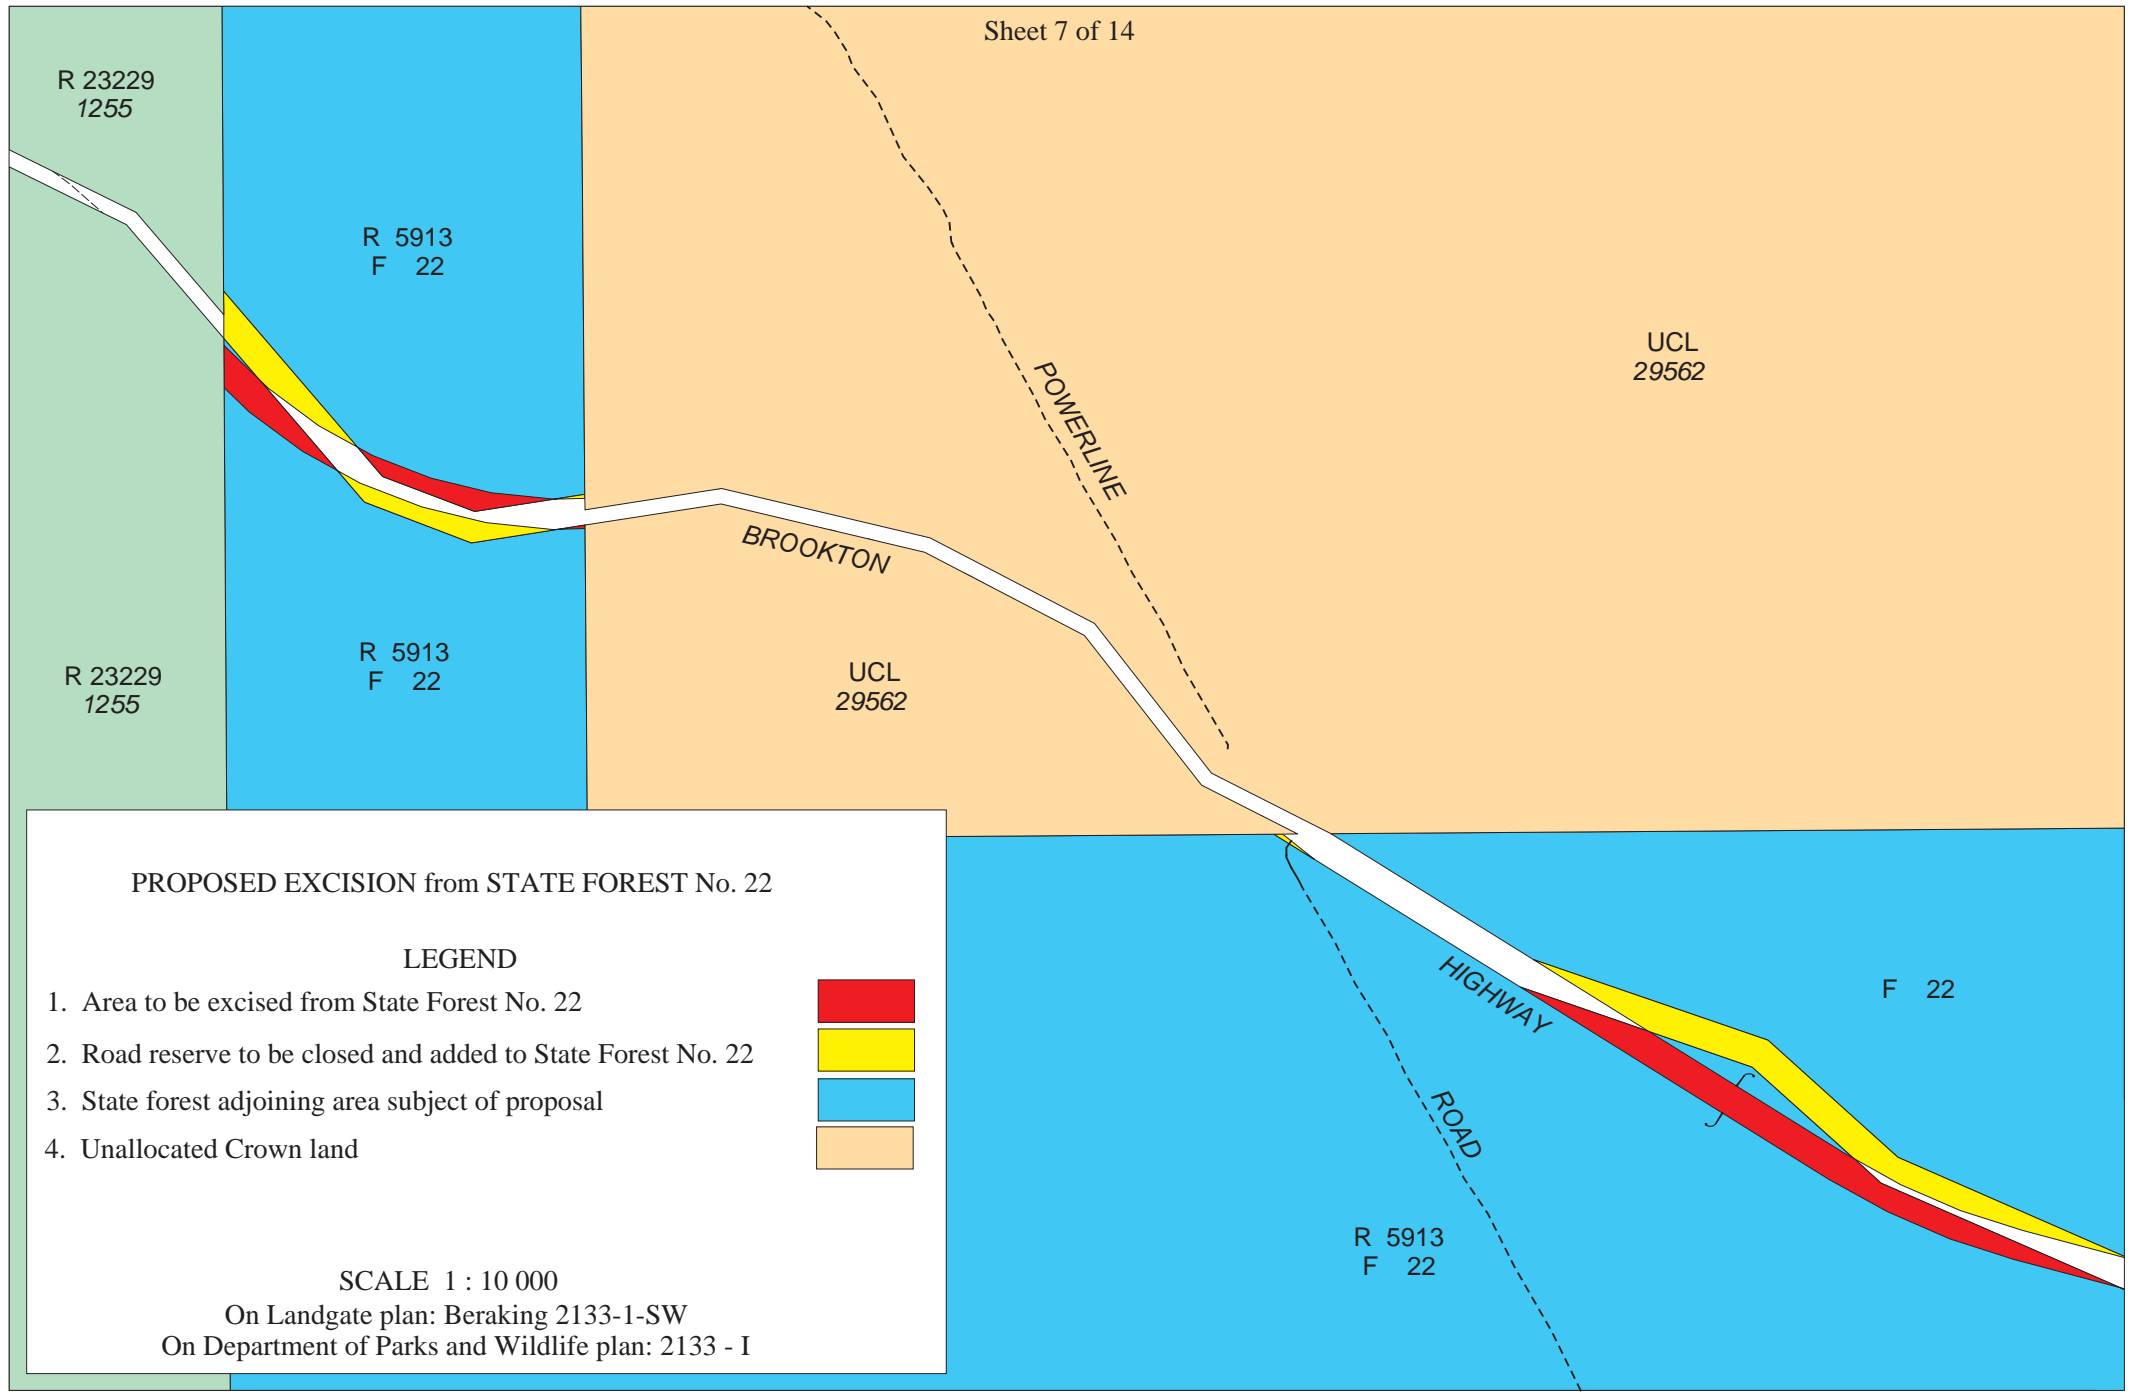 Sheet 7 of 14
R 23229
1255
R 5913
F 22
UCL
29562
POWERLINE
BROOKTON
R 23229
1255
R 5913
F 22
UCL
29562
HIGHWAY
F 22
ROAD
R 5913
F 22
PROPOSED EXCISION from STATE FOREST No. 22
LEGEND
1. Area to be excised from State Forest No. 22
2. Road reserve to be closed and added to State Forest No. 22
3. State forest adjoining area subject of proposal
4. Unallocated Crown land
SCALE 1 : 10 000
On Landgate plan: Beraking 2133-1-SW
On Department of Parks and Wildlife plan: 2133 - I